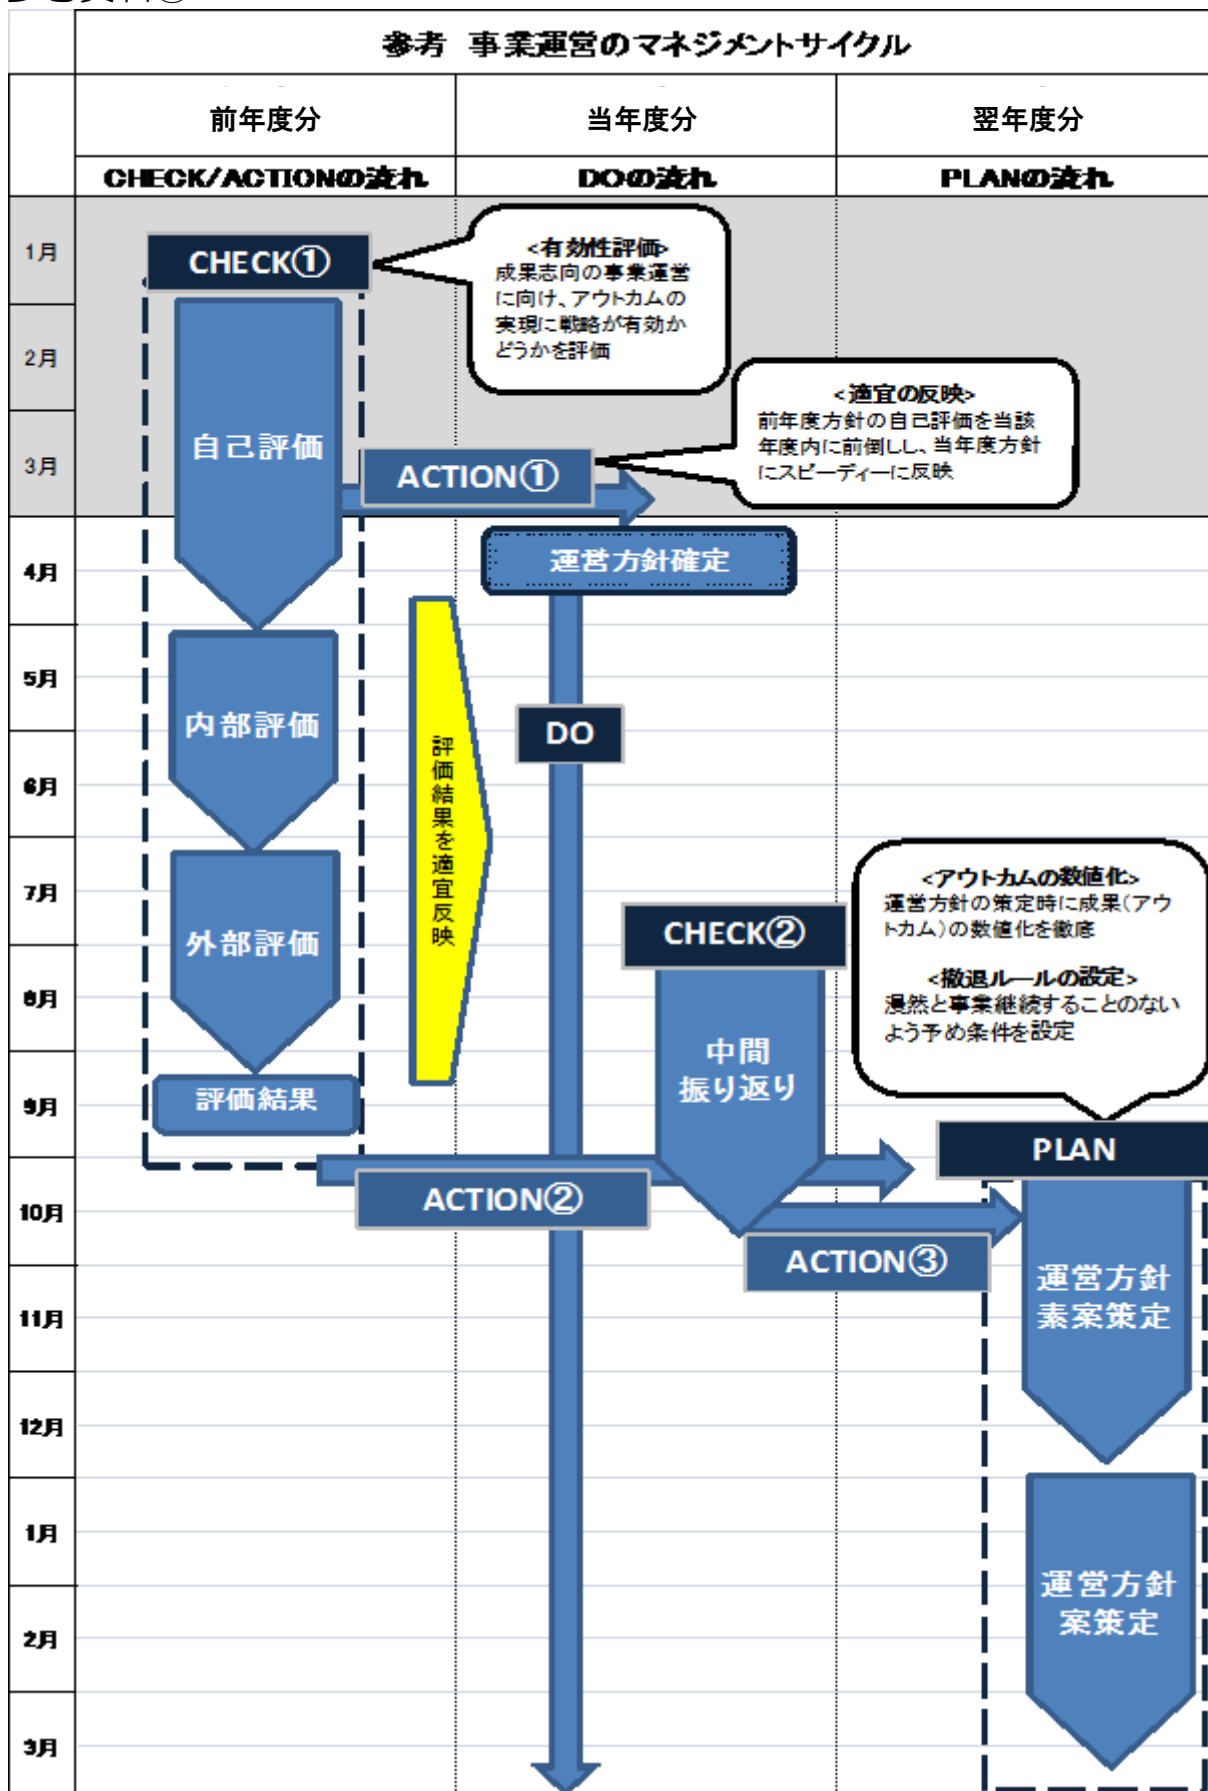 参考 事業運営のマネジメントサイクル
前年度分
当年度分
翌年度分
CHECK/ACTIONの流れ
DOの流れ
PLANの流れ
1月
CHECK①
<有効性評価>
成果志向の事業運営
に向け、アウトカムの
実現に戦略が有効か
どうかを評価
2月
<適宜の反映>
前年度方針の自己評価を当該
年度内に前倒しし、当年度方針
にスピーディーに反映
自己評価
3月
ACTION①
4月
運営方針確定
5月
内部評価
DO
評価結果を適宜反映
6月
7月
<アウトカムの数値化>
運営方針の策定時に成果(アウ
トカム)の数値化を徹底
<撤退ルールの設定>
漫然と事業継続することのない
よう予め条件を設定
外部評価
CHECK②
8月
中間
振り返り
9月
評価結果
PLAN
10月
ACTION②
ACTION③
運営方針
素案策定
11月
12月
1月
運営方針
案策定
2月
3月